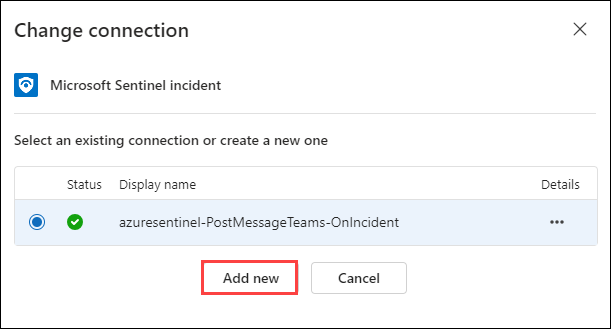 Change connection
Microsoft Sentinel incident
Select an existing connection or create a new one
Status Display name Details
azuresentinel-PostMessageTeams-OnIncident
Add new Cancel